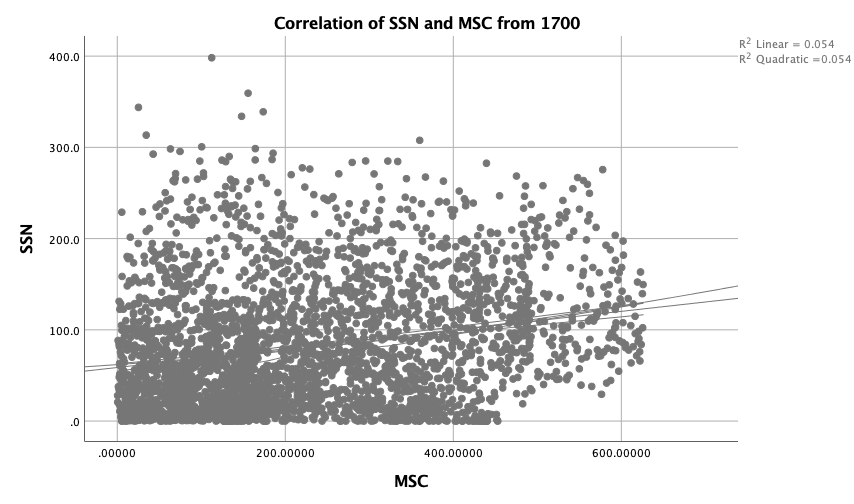 Correlation of SSN and MSC from 1700
R2 Linear = 0.054
R2 Quadratic =0.054
400.0
300.0
200.0
100.0
.0
SSN
.00000 200.00000 400.00000 600.00000
MSC